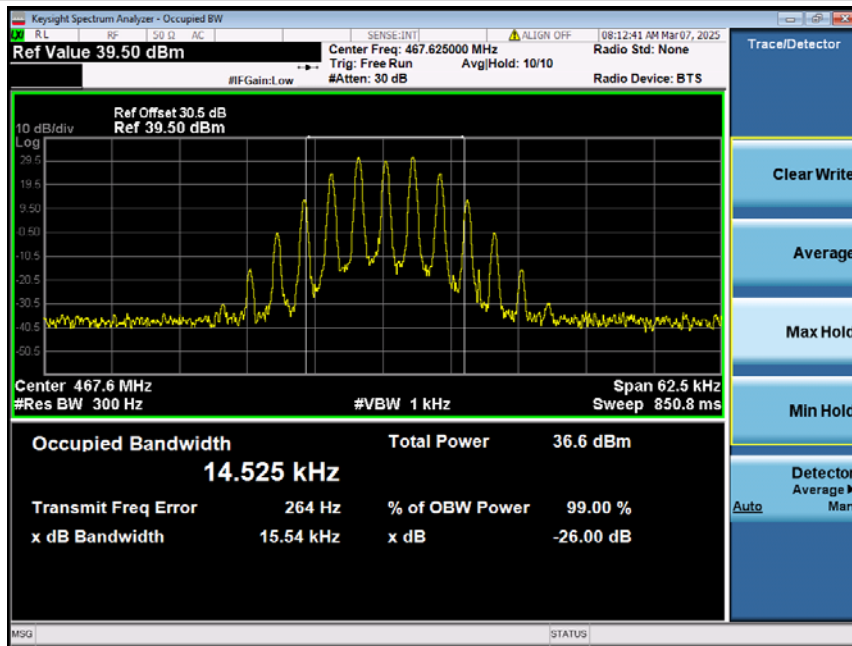 Keysight Spectrum Analyzer - Occupied BW
RL RF 50 Ω AC SENSE:INT ALIGN OFF 08:12:41 AM Mar07, 2025
Ref Value 39.50 dBm
Center Freq: 467.625000 MHz
Radio Std: None
Trig: Free Run Avg|Hold: 10/10
#IFGain:Low #Atten: 30 dB Radio Device: BTS
Trace/Detector
Ref Offset 30.5 dB
10 dB/div Ref 39.50 dBm
Log
29.5
19.5
9.50
-0.50
-10.5
-20.5
-30.5
-40.5
-50.5
Center 467.6 MHz Span 62.5 kHz
#Res BW 300 Hz #VBW 1 kHz Sweep 850.8 ms
Occupied Bandwidth Total Power 36.6 dBm
14.525 kHz
Transmit Freq Error 264 Hz % of OBW Power 99.00 %
x dB Bandwidth 15.54 kHz x dB -26.00 dB
Clear Write
Average
Max Hold
Min Hold
Detector
Average
Auto Man
MSG STATUS